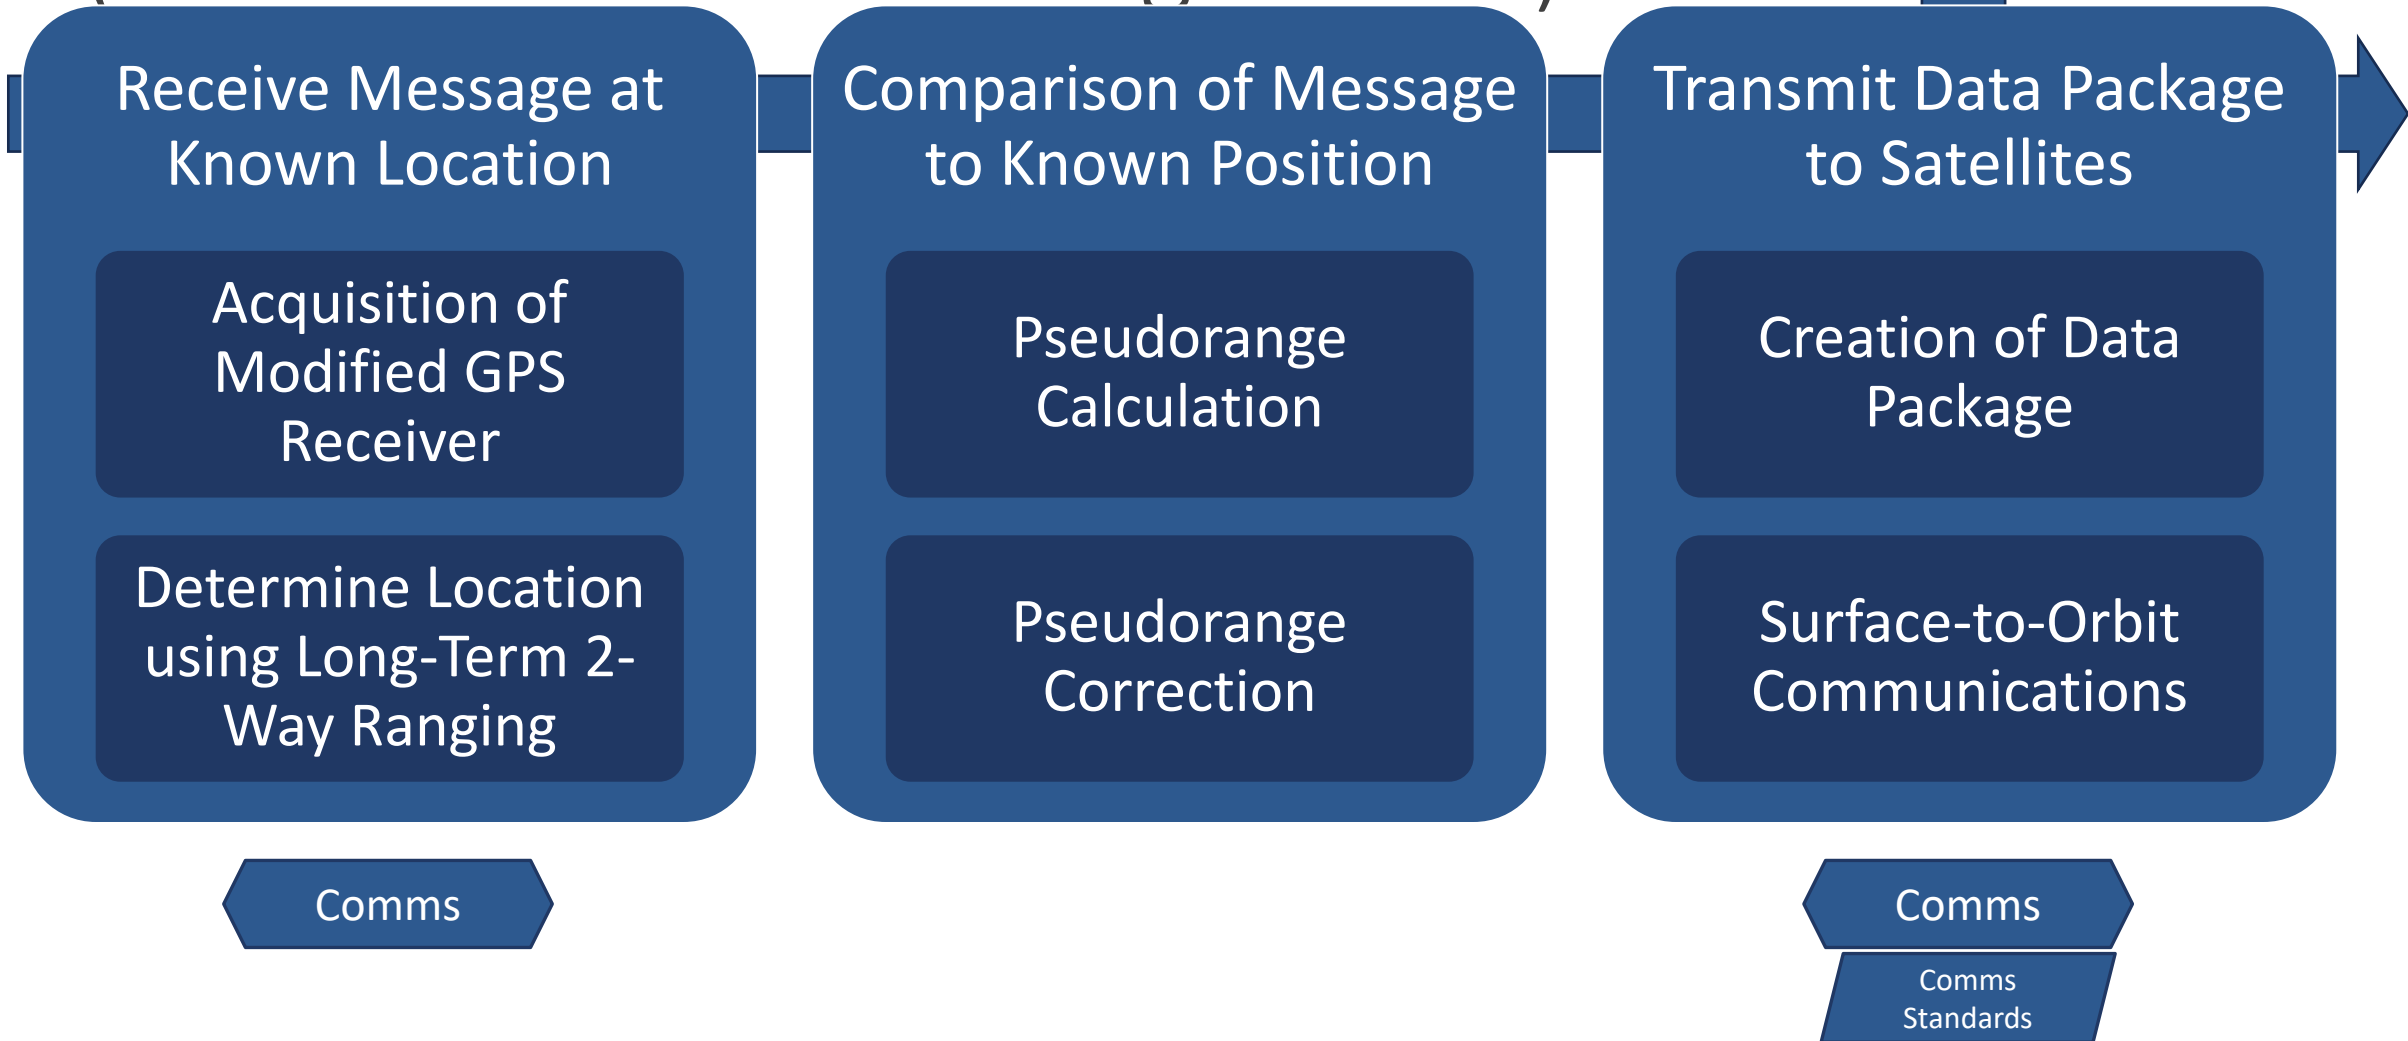 Receive Message at
Known Location
Acquisition of
Modified GPS
Receiver
Determine Location
using Long-Term 2-
Way Ranging
Comms
Comparison of Message
to Known Position
Pseudorange
Calculation
Pseudorange
Correction
Transmit Data Package
to Satellites
Creation of Data
Package
Surface-to-Orbit
Communications
Comms
Comms
Standards